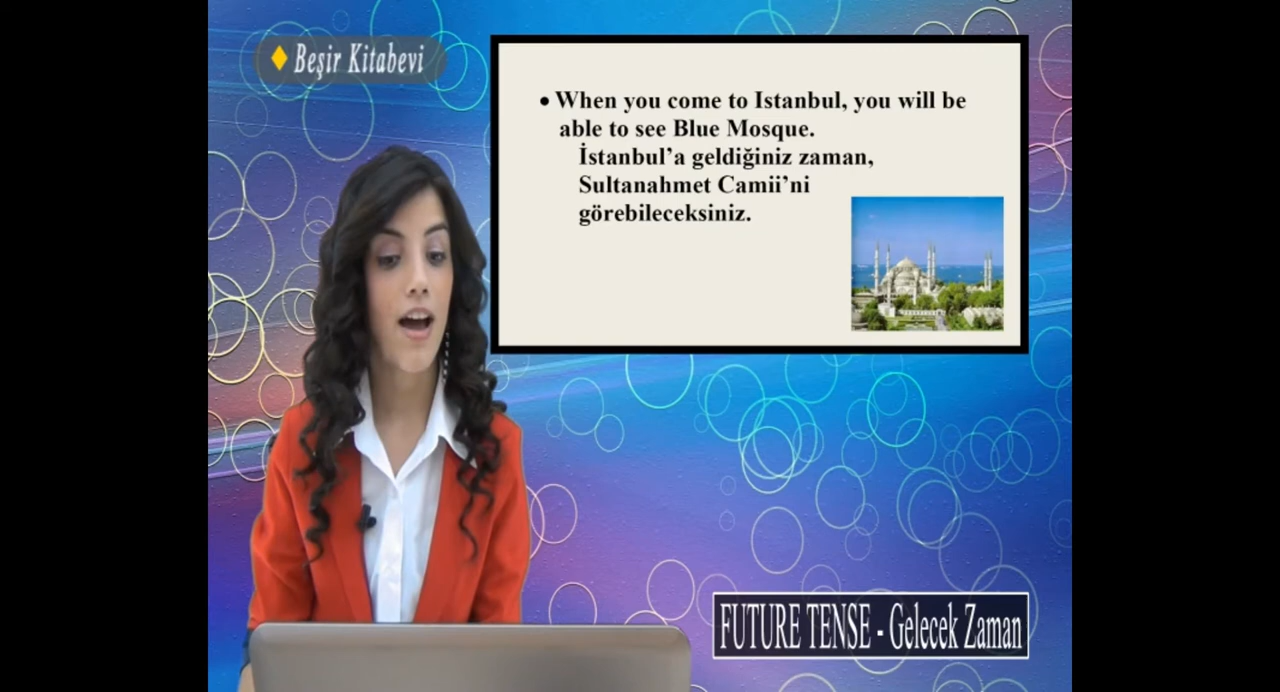 Beşir Kitabevi
• When you come to Istanbul, you will be
able to see Blue Mosque.
İstanbul'a geldiğiniz zaman,
Sultanahmet Camii'ni
görebileceksiniz.
FUTURE TENSE - Gelecek Zaman